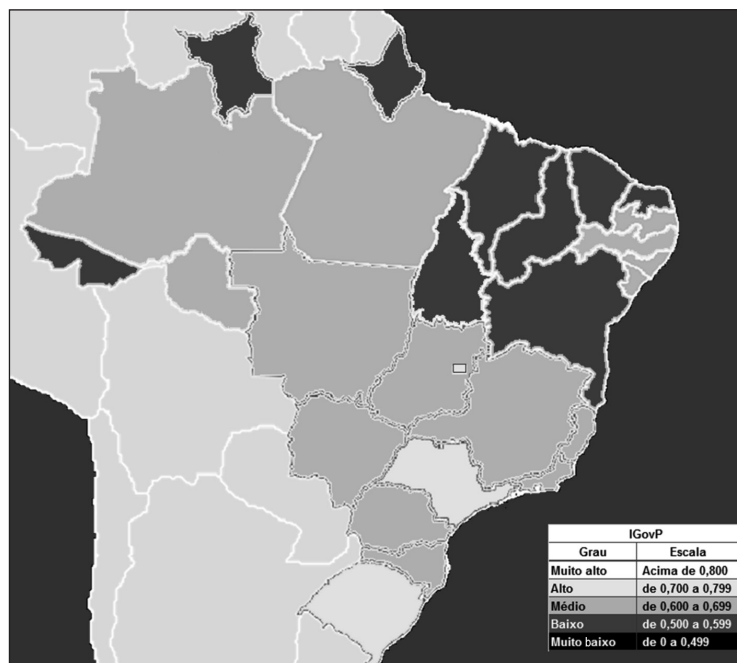 IGovP
Grau Escala
Muito alto Acima de 0,800
Alto de 0,700 a 0,799
Médio de 0,600 a 0,699
Baixo de 0,500 a 0,599
Muito baixo de 0 a 0,499